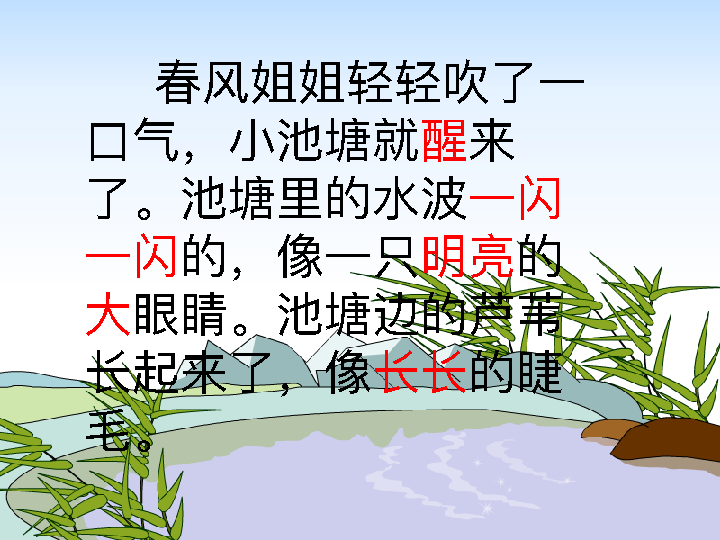 春风姐姐轻轻吹了一
口气，小池塘就醒来
了。池塘里的水波一闪
一闪的，像一只明亮的
大眼睛。池塘边的芦苇
长起来了，像长长的睫
毛。